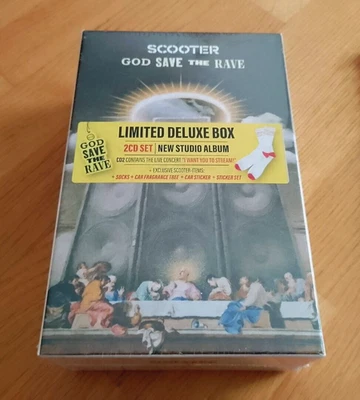 SCOOTER
GOD SAVE THE RAVE
GOD
SAVE
THE
RAVE
LIMITED DELUXE BOX
2CD SET | NEW STUDIO ALBUM
CD2 CONTAINS THE LIVE CONCERT "I WANT YOU TO STREAM!"
+ EXCLUSIVE SCOOTER-ITEMS:
+ SOCKS + CAR FRAGRANCE TREE + CAR STICKER + STICKER SET